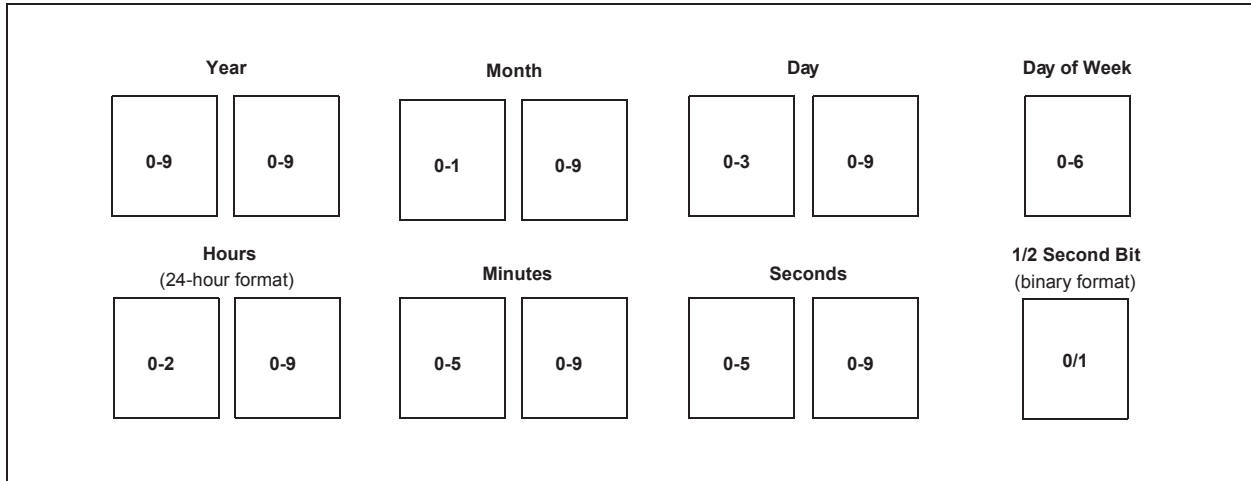 Year
Month
Day
Day of Week
0-9
0-9
0-1
0-9
0-3
0-9
0-6
Hours
(24-hour format)
Minutes
Seconds
1/2 Second Bit
(binary format)
0-2
0-9
0-5
0-9
0-5
0-9
0/1